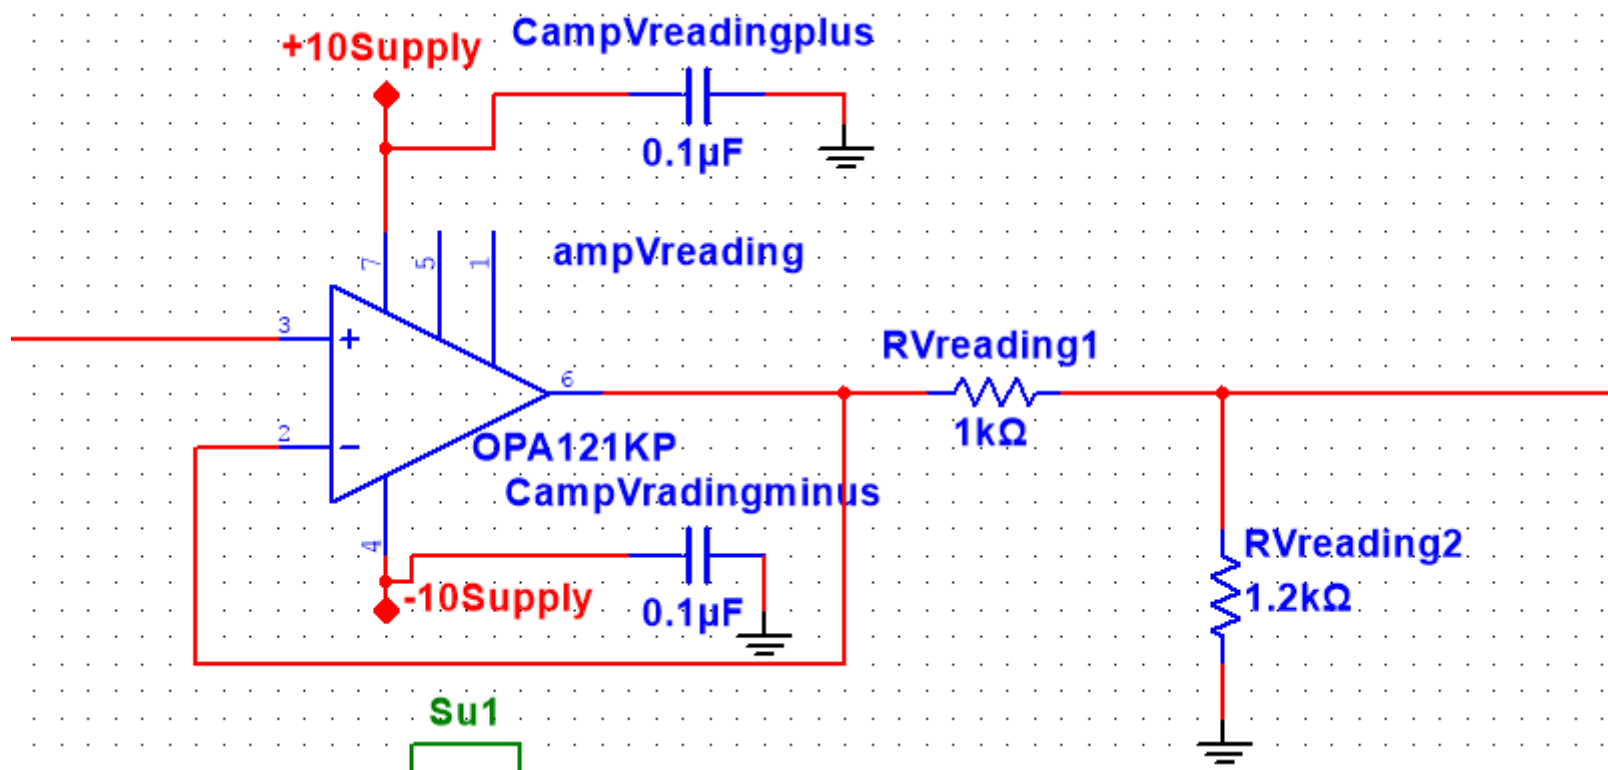 +10Supply
CampVreadingplus
0.1µF
7
5
1
ampVreading
3
+
6
RVreading1
1kΩ
2
−
OPA121KP
CampVradingminus
4
-10Supply
0.1µF
RVreading2
1.2kΩ
Su1